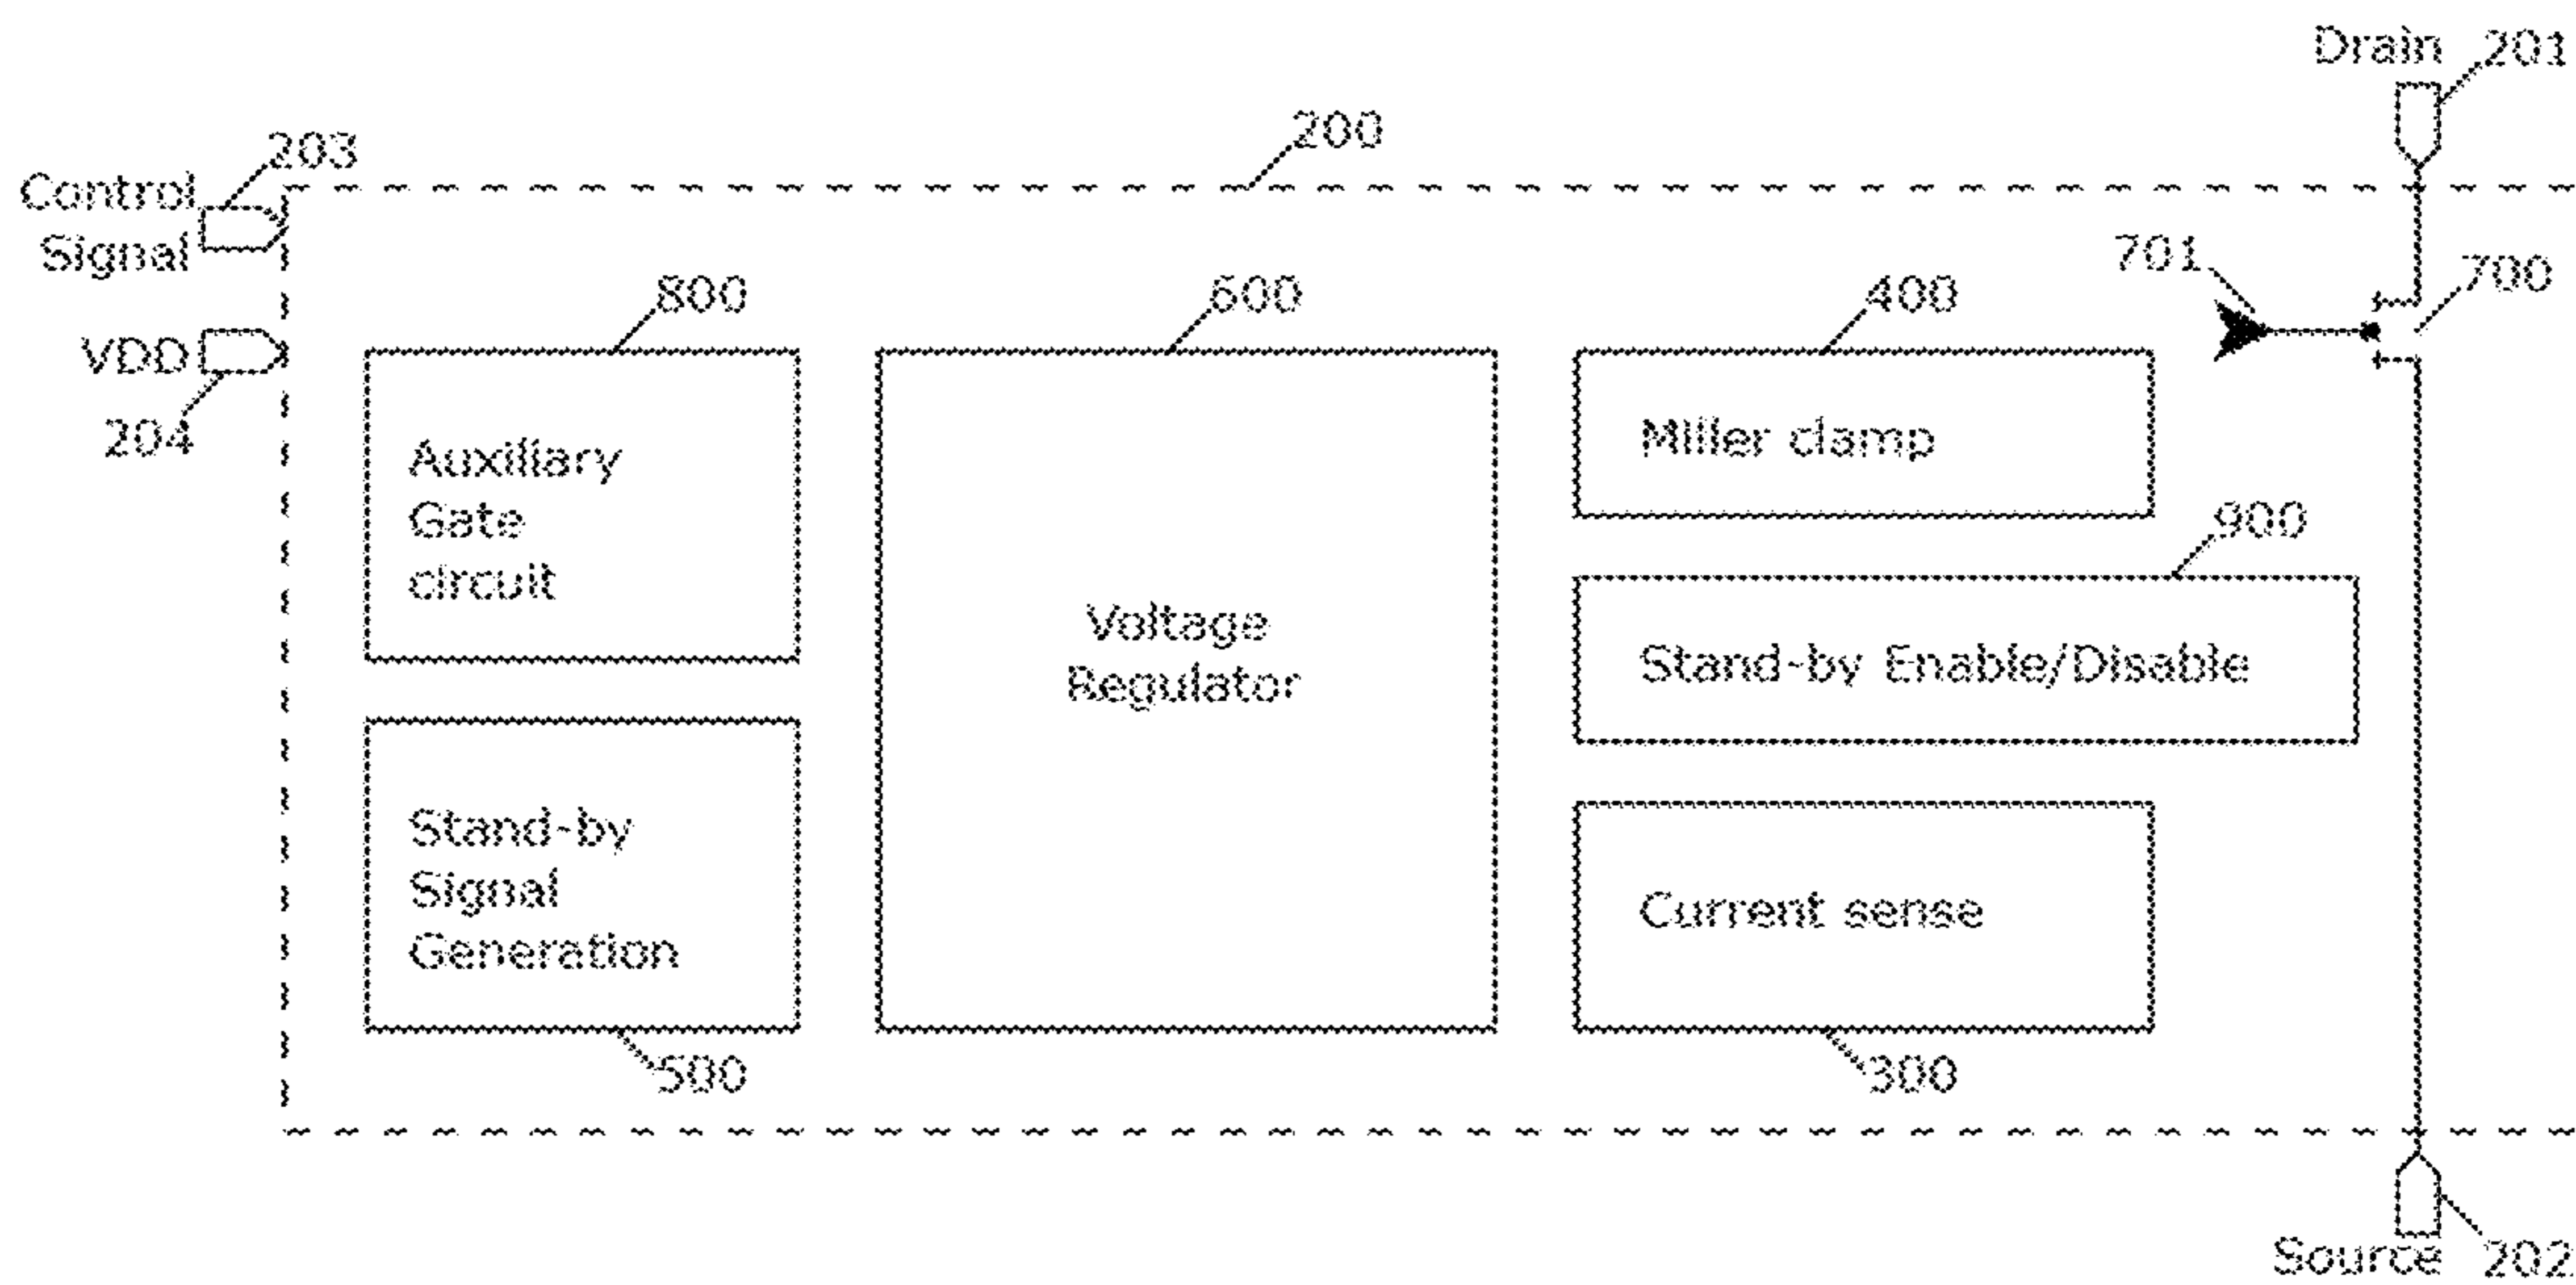 Drain 201
200
203
Control
Signal
701
700
800
600
400
VDD
204
Auxiliary
Gate
circuit
Miller clamp
900
Voltage
Regulator
Stand-by Enable/Disable
Stand-by
Signal
Generation
Current sense
500
300
Source 202